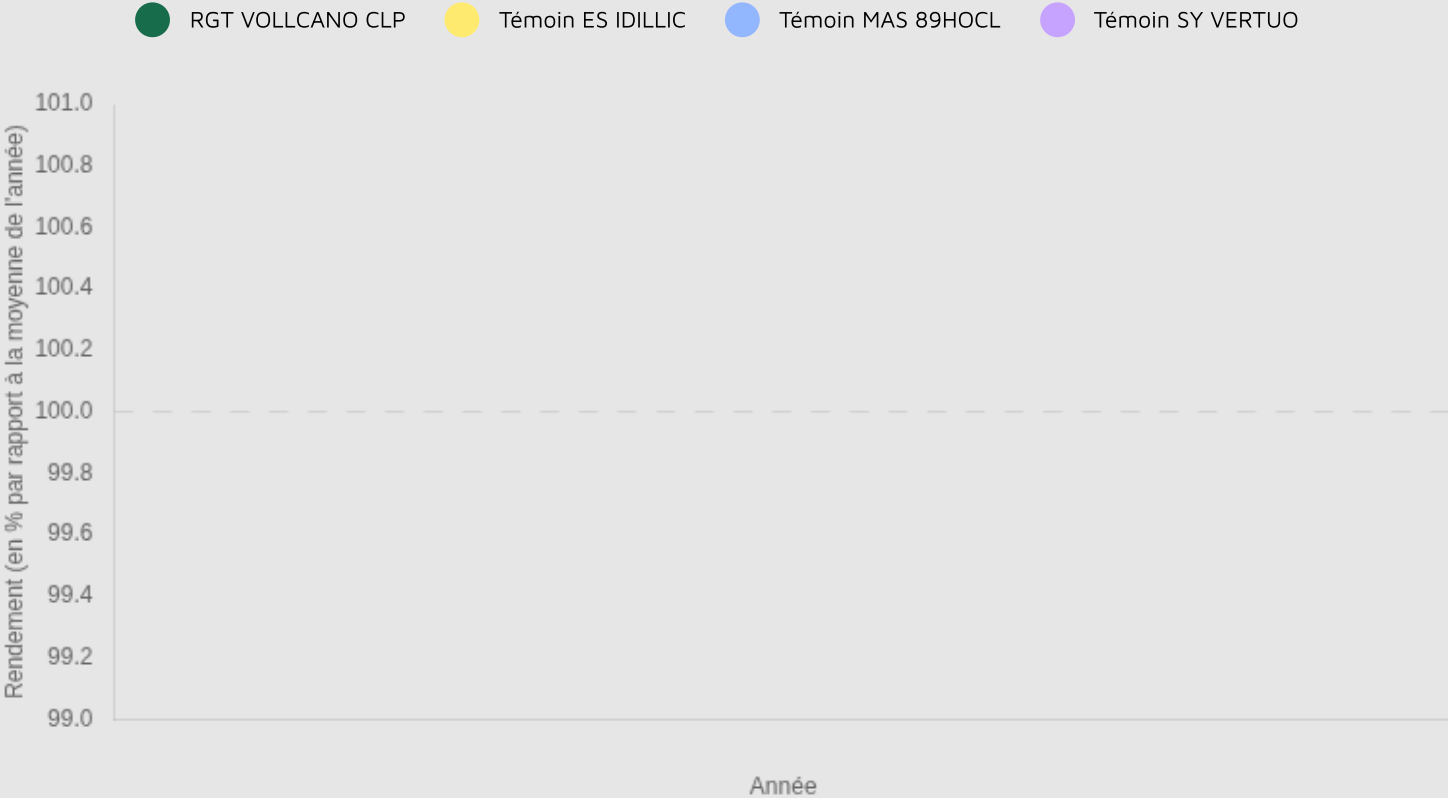 RGT VOLLCANO CLP
Témoin ES IDILLIC
Témoin MAS 89HOCL
Témoin SY VERTUO
Rendement (en % par rapport à la moyenne de l'année)
101.0
100.8
100.6
100.4
100.2
100.0
99.8
99.6
99.4
99.2
99.0
Année